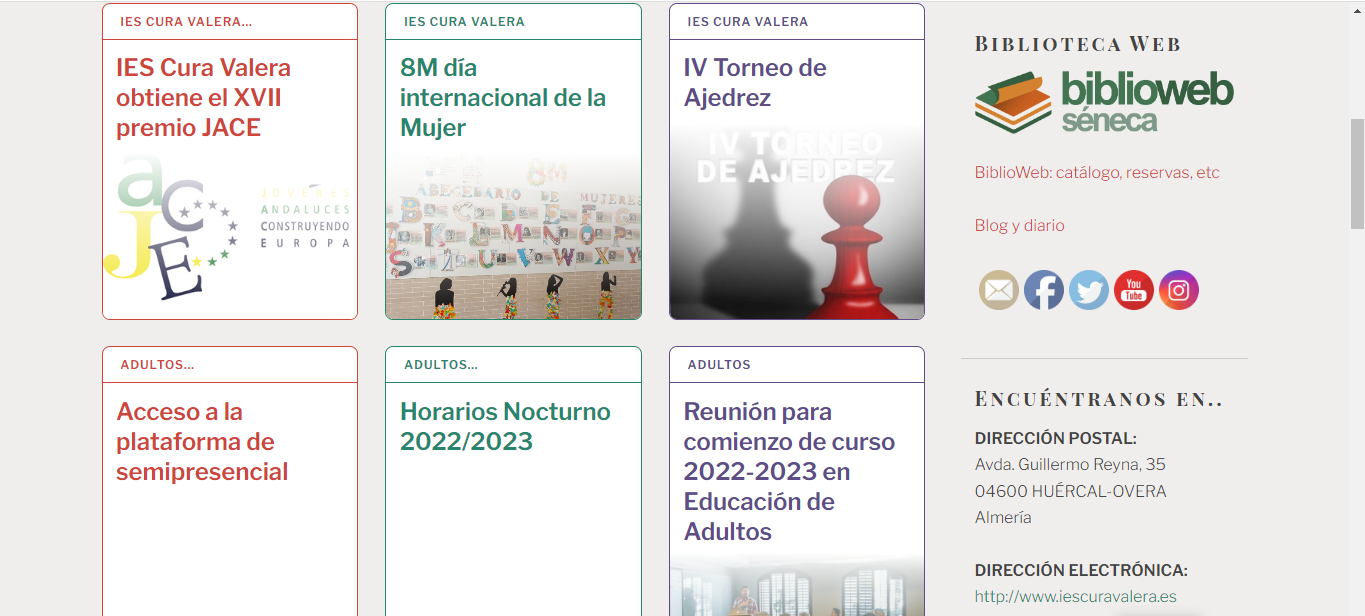 IES CURA VALERA...
IES Cura Valera
obtiene el XVII
premio JACE
aCJE
JÓVENES
ANDALUCES
CONSTRUYENDO
EUROPA
IES CURA VALERA
8M día
internacional de la
Mujer
8M
ABECEDARIO DE MUJERES
IES CURA VALERA
IV Torneo de
Ajedrez
IV TORNEO
DE AJEDREZ
ADULTOS...
Acceso a la
plataforma de
semipresencial
ADULTOS...
Horarios Nocturno
2022/2023
ADULTOS
Reunión para
comienzo de curso
2022-2023 en
Educación de
Adultos
Biblioteca Web
biblioweb
séneca
BiblioWeb: catálogo, reservas, etc
Blog y diario
You
Tube
Encuéntranos en..
DIRECCIÓN POSTAL:
Avda. Guillermo Reyna, 35
04600 HUÉRCAL-OVERA
Almería
DIRECCIÓN ELECTRÓNICA:
http://www.iescuravalera.es